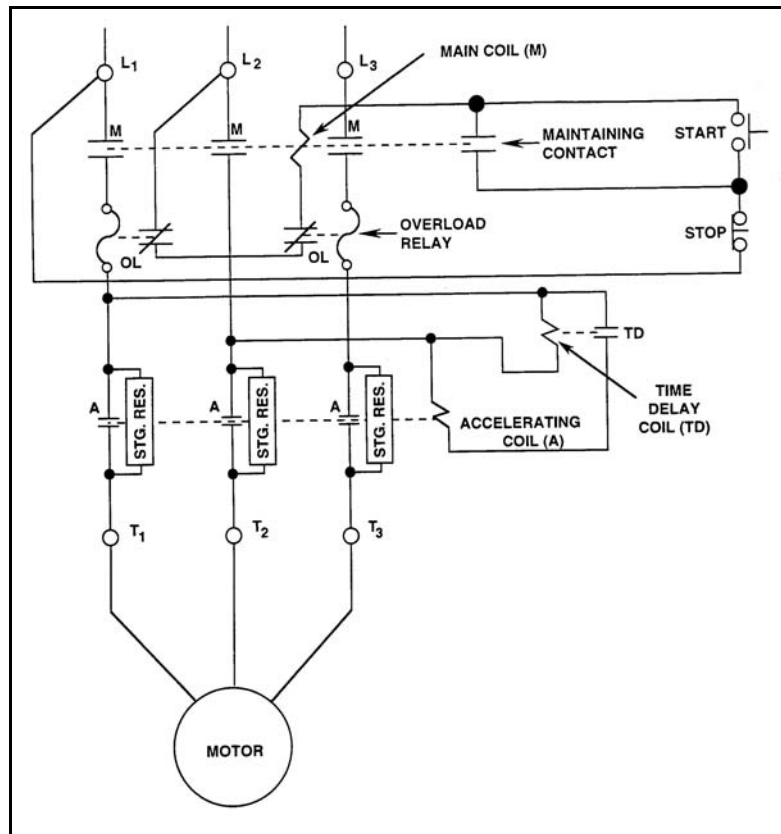 L1
L2
L3
MAIN COIL (M)
M
M
M
MAINTAINING
CONTACT
START
OL
OL
OVERLOAD
RELAY
STOP
TD
A
STG. RES.
A
STG. RES.
A
STG. RES.
ACCELERATING
COIL (A)
TIME
DELAY
COIL (TD)
T1
T2
T3
MOTOR